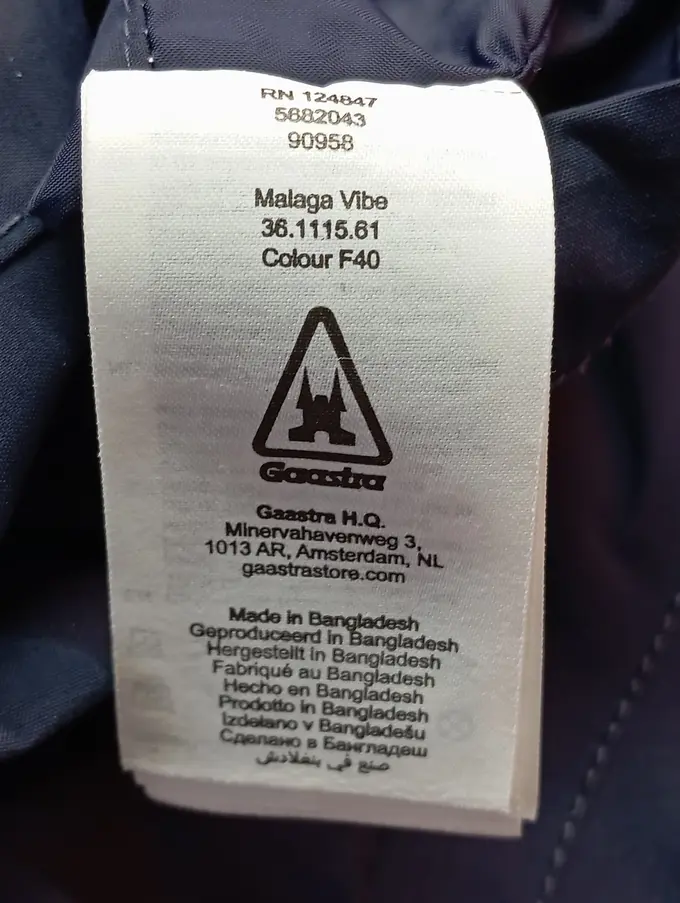 RN 124847
5682043
90958
Malaga Vibe
36.1115.61
Colour F40
Gaastra
Gaastra H.Q.
Minervahavenweg 3,
1013 AR, Amsterdam, NL
gaastrastore.com
Made in Bangladesh
Geproduceerd in Bangladesh
Hergestellt in Bangladesh
Fabriqué au Bangladesh
Hecho en Bangladesh
Prodotto in Bangladesh
Izdelano v Bangladešu
Сделано в Бангладеш
صنع في بنغلادش